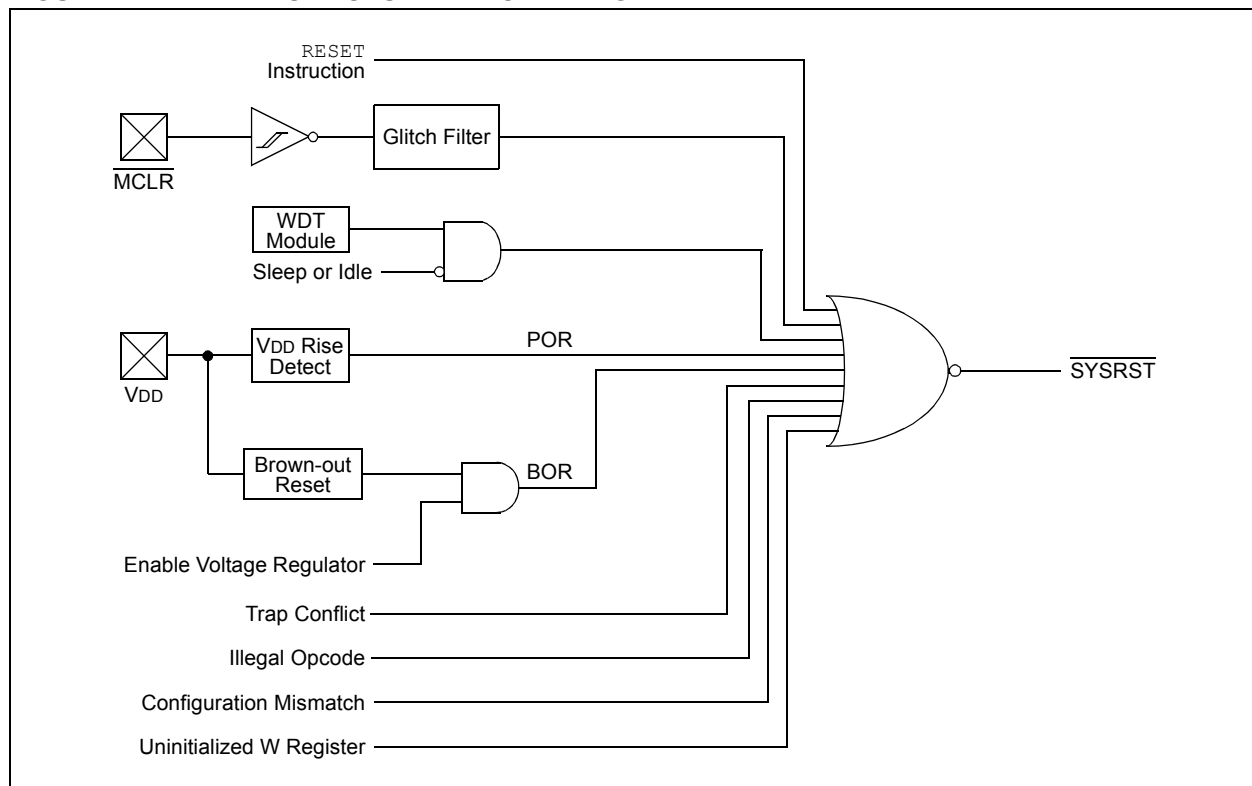 RESET
Instruction
Glitch Filter
MCLR
WDT
Module
Sleep or Idle
VDD Rise
Detect
POR
VDD
SYSRST
Brown-out
Reset
BOR
Enable Voltage Regulator
Trap Conflict
Illegal Opcode
Configuration Mismatch
Uninitialized W Register